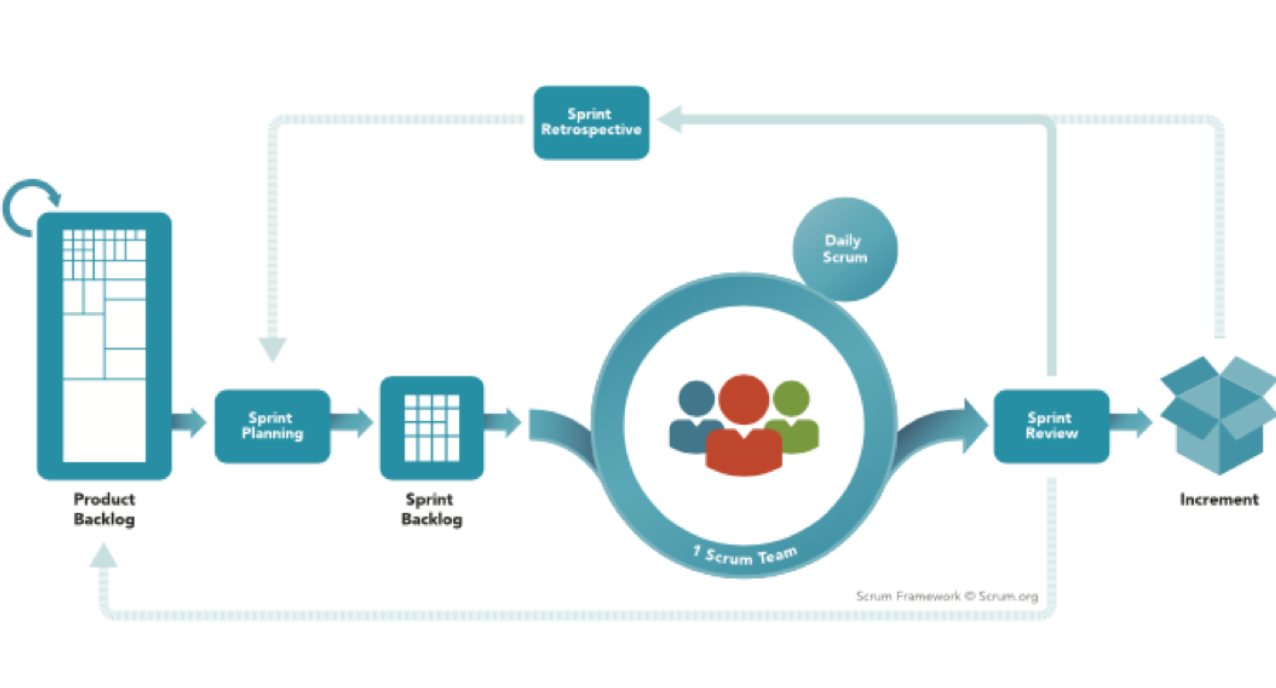 Sprint
Retrospective
Daily
Scrum
Sprint
Planning
Sprint
Review
Product
Backlog
Sprint
Backlog
Increment
1 Scrum Team
Scrum Framework © Scrum.org